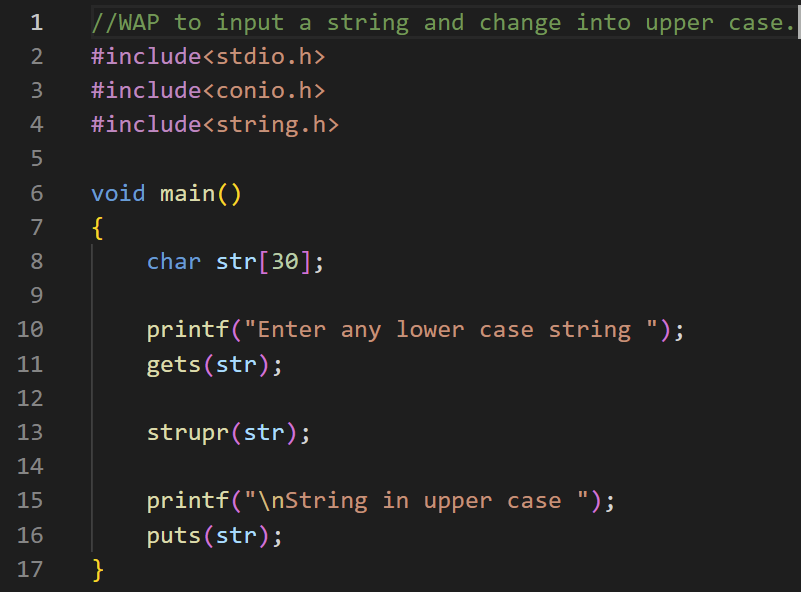 1 //WAP to input a string and change into upper case.
2 #include<stdio.h>
3 #include<conio.h>
4 #include<string.h>
5
6 void main()
7 {
8     char str[30];
9
10     printf("Enter any lower case string ");
11     gets(str);
12
13     strupr(str);
14
15     printf("\nString in upper case ");
16     puts(str);
17 }